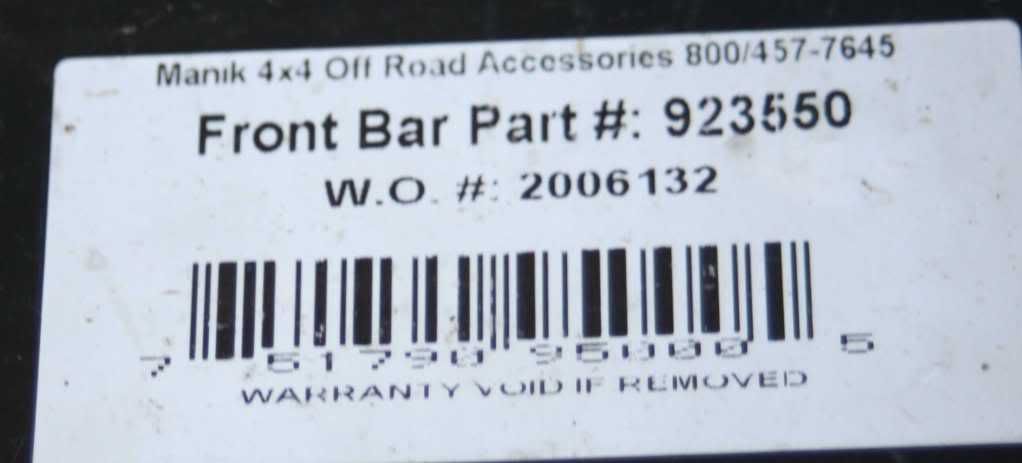 Manik 4x4 Off Road Accessories 800/457-7645
Front Bar Part #: 923550
W.O. #: 2006132
7 51790 95000 5
WARRANTY VOID IF REMOVED